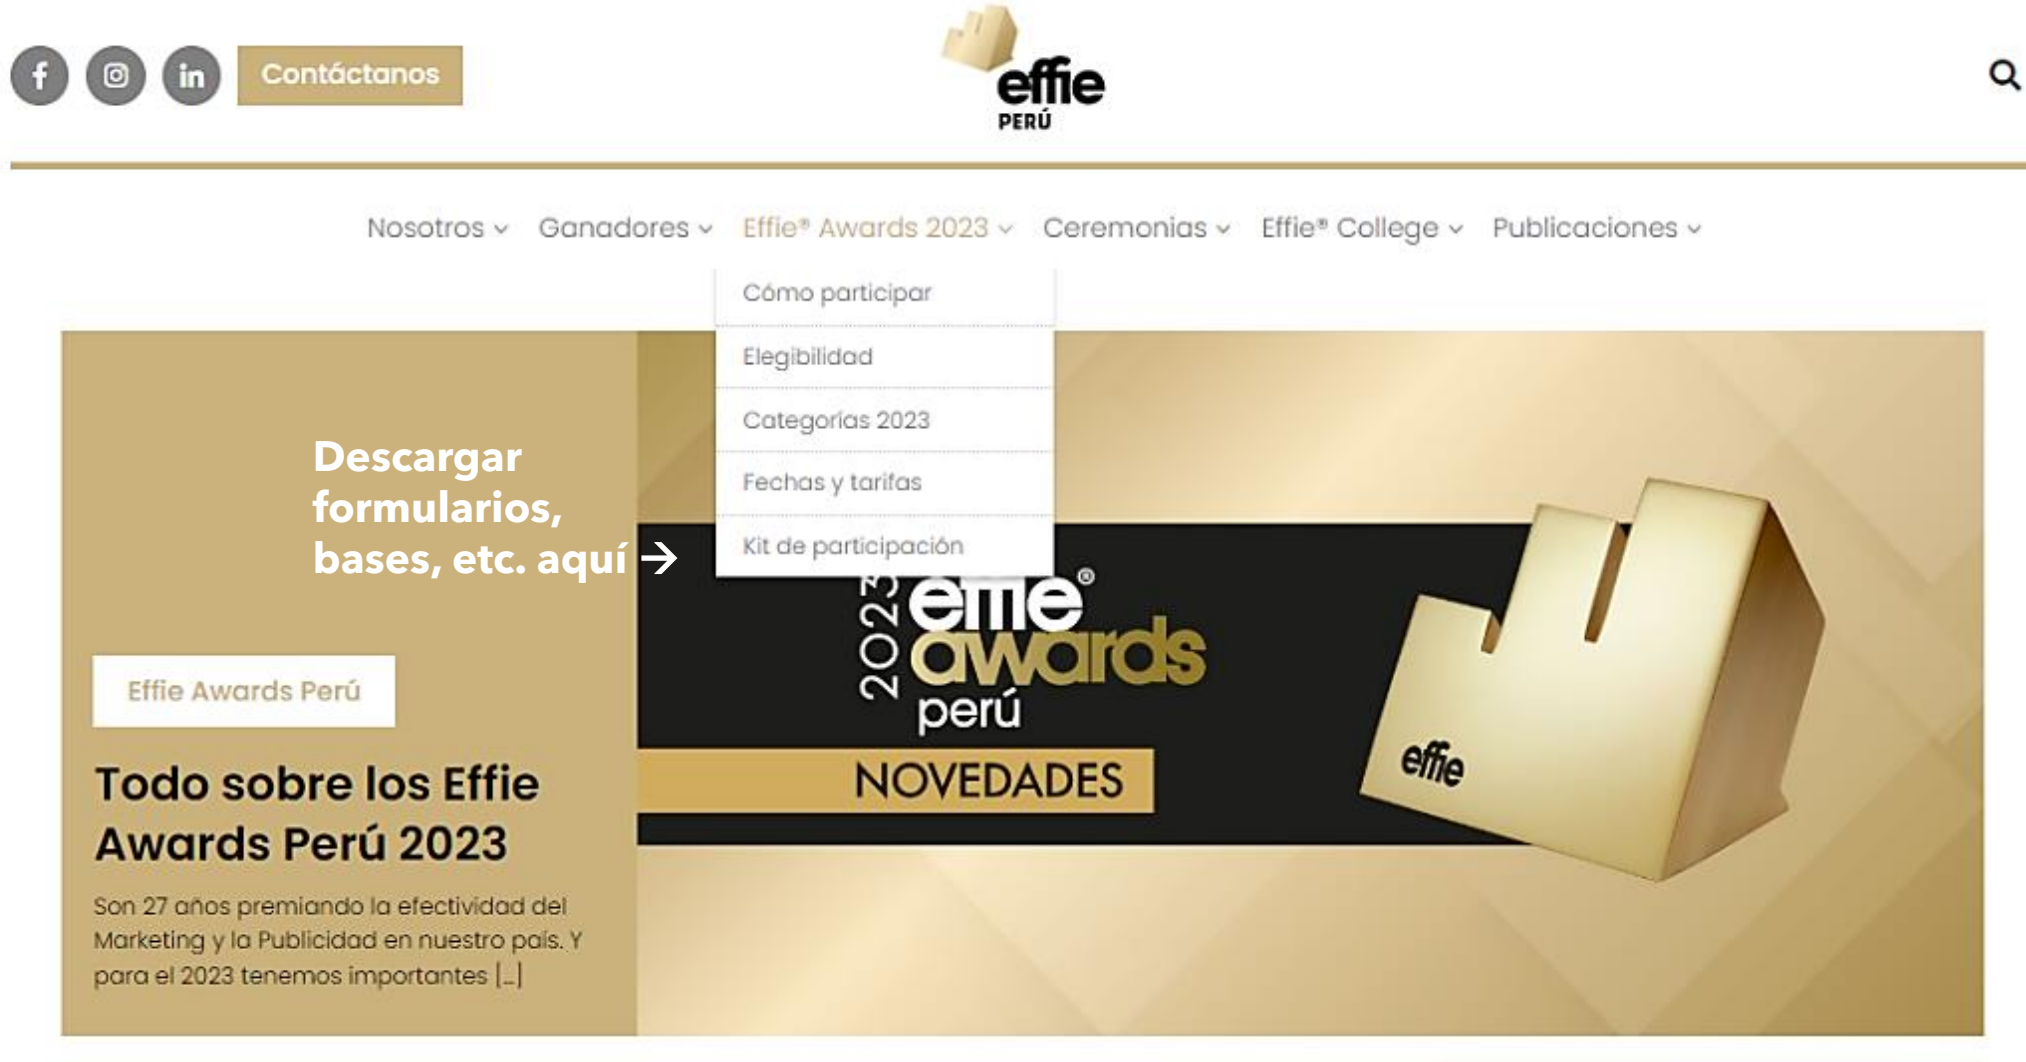 Contáctanos
effie
PERÚ
Nosotros Ganadores Effie® Awards 2023 Ceremonias Effie® College Publicaciones
Cómo participar
Elegibilidad
Categorías 2023
Fechas y tarifas
Kit de participación
Descargar
formularios,
bases, etc. aquí →
Effie Awards Perú
Todo sobre los Effie
Awards Perú 2023
Son 27 años premiando la efectividad del
Marketing y la Publicidad en nuestro país. Y
para el 2023 tenemos importantes [...]
2023
effie®
awards
perú
NOVEDADES
effie